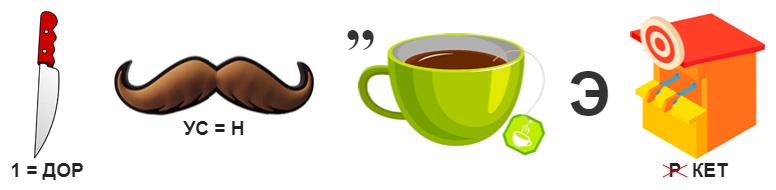 1 = ДОР
УС = Н
,,
Э
Р КЕТ